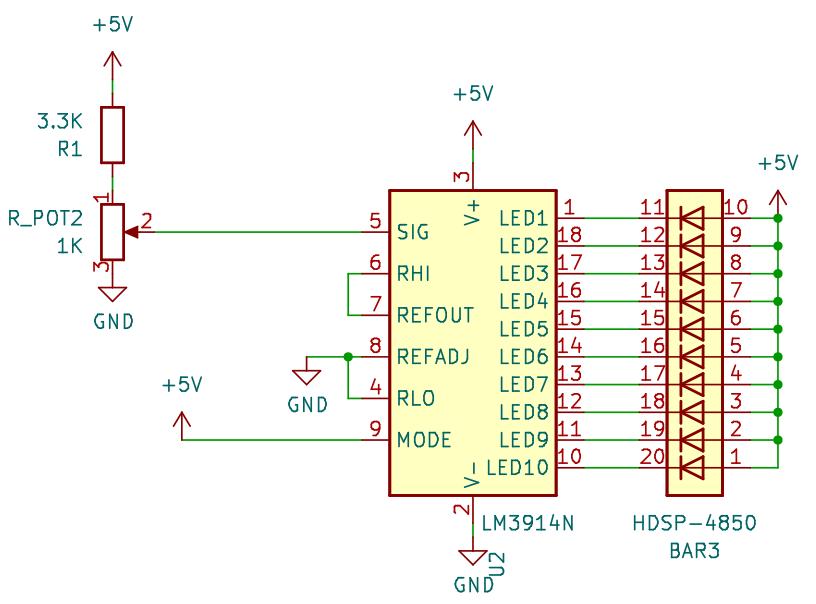 +5V
3.3K
R1
R_POT2
1K
1
2
3
GND
+5V
3
V+
5 SIG
6 RHI
7 REFOUT
8 REFADJ
4 RLO
9 MODE
GND
+5V
LED1 1
LED2 18
LED3 17
LED4 16
LED5 15
LED6 14
LED7 13
LED8 12
LED9 11
LED10 10
V-
2
LM3914N
U2
GND
+5V
11 10
12 9
13 8
14 7
15 6
16 5
17 4
18 3
19 2
20 1
HDSP-4850
BAR3